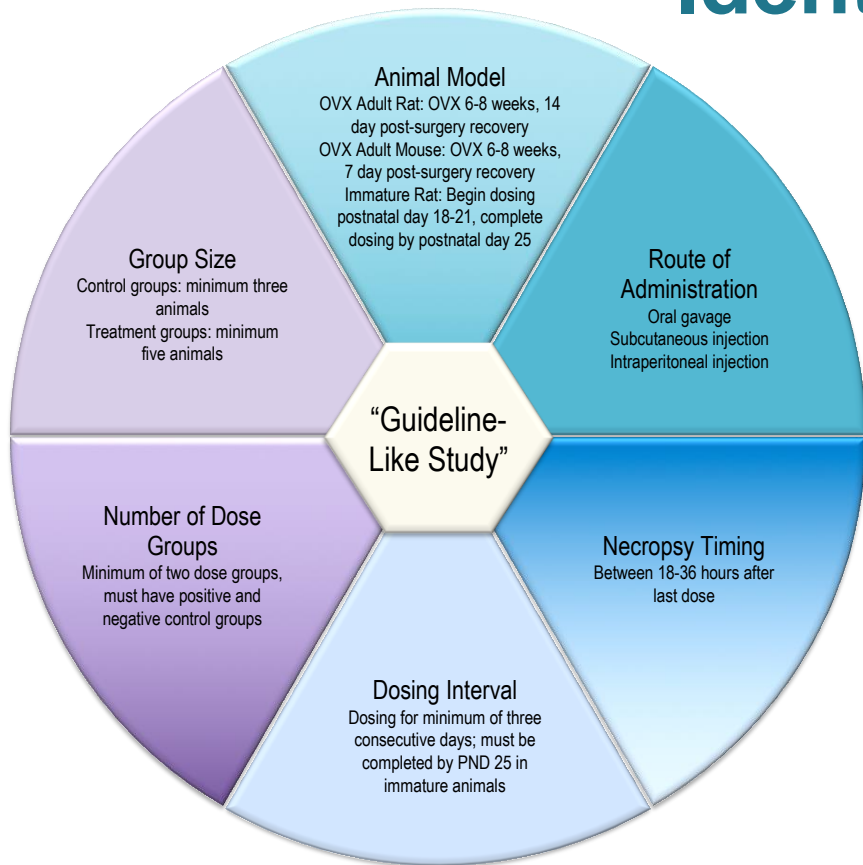 Animal Model
OVX Adult Rat: OVX 6-8 weeks, 14
day post-surgery recovery
OVX Adult Mouse: OVX 6-8 weeks,
7 day post-surgery recovery
Immature Rat: Begin dosing
postnatal day 18-21, complete
dosing by postnatal day 25
Route of
Administration
Oral gavage
Subcutaneous injection
Intraperitoneal injection
Necropsy Timing
Between 18-36 hours after
last dose
Dosing Interval
Dosing for minimum of three
consecutive days; must be
completed by PND 25 in
immature animals
Number of Dose
Groups
Minimum of two dose groups,
must have positive and
negative control groups
Group Size
Control groups: minimum three
animals
Treatment groups: minimum
five animals
“Guideline-
Like Study”